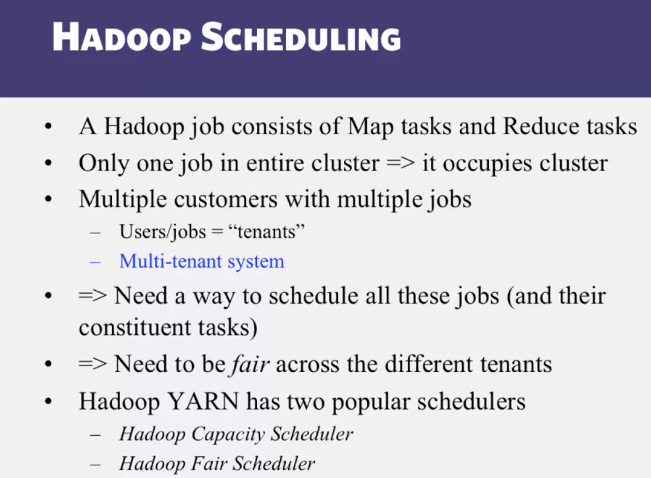 HADOOP SCHEDULING
• A Hadoop job consists of Map tasks and Reduce tasks
• Only one job in entire cluster => it occupies cluster
• Multiple customers with multiple jobs
– Users/jobs = “tenants”
– Multi-tenant system
• => Need a way to schedule all these jobs (and their
constituent tasks)
• => Need to be fair across the different tenants
• Hadoop YARN has two popular schedulers
– Hadoop Capacity Scheduler
– Hadoop Fair Scheduler